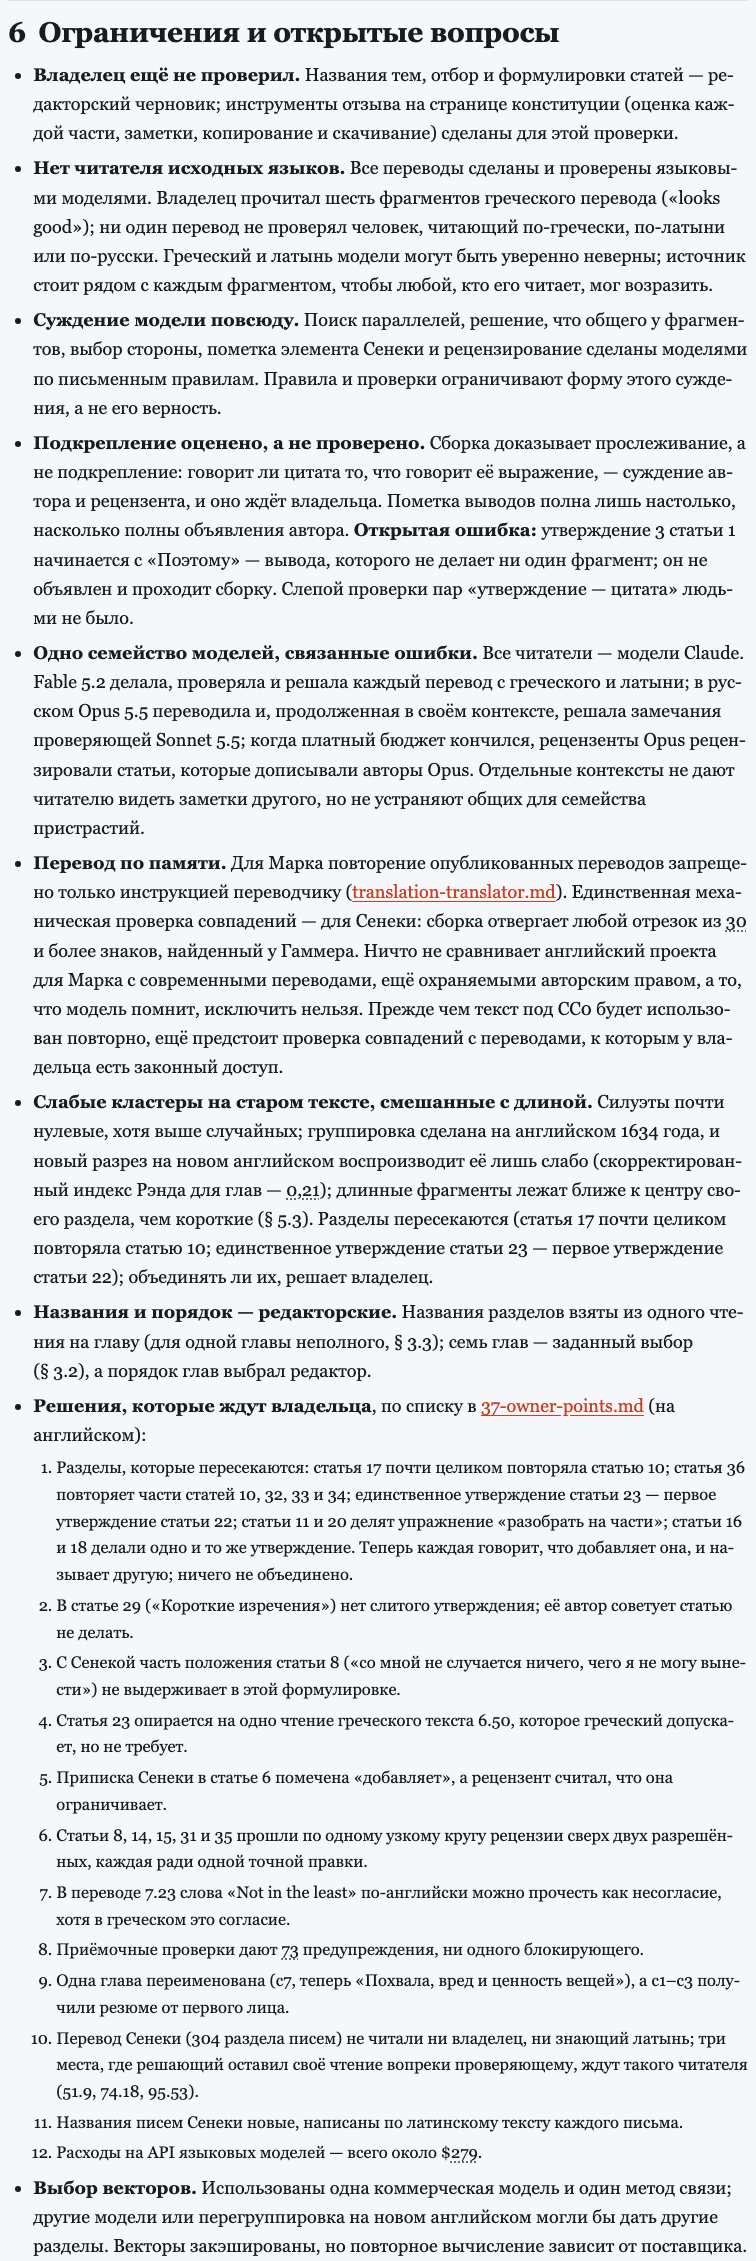 6 Ограничения и открытые вопросы
• Владелец ещё не проверил. Названия тем, отбор и формулировки статей — ре-
дакторский черновик; инструменты отзыва на странице конституции (оценка каж-
дой части, заметки, копирование и скачивание) сделаны для этой проверки.
• Нет читателя исходных языков. Все переводы сделаны и проверены языковы-
ми моделями. Владелец прочитал шесть фрагментов греческого перевода («looks
good»); ни один перевод не проверял человек, читающий по-гречески, по-латыни
или по-русски. Греческий и латынь модели могут быть уверенно неверны; источник
стоит рядом с каждым фрагментом, чтобы любой, кто его читает, мог возразить.
• Суждение модели повсюду. Поиск параллелей, решение, что общего у фрагмен-
тов, выбор стороны, пометка элемента Сенеки и рецензирование сделаны моделями
по письменным правилам. Правила и проверки ограничивают форму этого сужде-
ния, а не его верность.
• Подкрепление оценено, а не проверено. Сборка доказывает прослеживание, а
не подкрепление: говорит ли цитата то, что говорит её выражение, — суждение ав-
тора и рецензента, и оно ждёт владельца. Пометка выводов полна лишь настолько,
насколько полны объявления автора. Открытая ошибка: утверждение 3 статьи 1
начинается с «Поэтому» — вывода, которого не делает ни один фрагмент; он не
объявлен и проходит сборку. Слепой проверки пар «утверждение — цитата» людь-
ми не было.
• Одно семейство моделей, связанные ошибки. Все читатели — модели Claude.
Fable 5.2 делала, проверяла и решала каждый перевод с греческого и латыни; в рус-
ском Opus 5.5 переводила и, продолженная в своём контексте, решала замечания
проверяющей Sonnet 5.5; когда платный бюджет кончился, рецензенты Opus рецен-
зировали статьи, которые дописывали авторы Opus. Отдельные контексты не дают
читателю видеть заметки другого, но не устраняют общих для семейства
пристрастий.
• Перевод по памяти. Для Марка повторение опубликованных переводов запреще-
но только инструкцией переводчику (translation-translator.md). Единственная меха-
ническая проверка совпадений — для Сенеки: сборка отвергает любой отрезок из 30
и более знаков, найденный у Гаммера. Ничто не сравнивает английский проекта
для Марка с современными переводами, ещё охраняемыми авторским правом, а то,
что модель помнит, исключить нельзя. Прежде чем текст под CC0 будет использо-
ван повторно, ещё предстоит проверка совпадений с переводами, к которым у вла-
дельца есть законный доступ.
• Слабые кластеры на старом тексте, смешанные с длиной. Силуэты почти
нулевые, хотя выше случайных; группировка сделана на английском 1634 года, и
новый разрез на новом английском воспроизводит её лишь слабо (скорректирован-
ный индекс Рэнда для глав — 0,21); длинные фрагменты лежат ближе к центру сво-
его раздела, чем короткие (§ 5.3). Разделы пересекаются (статья 17 почти целиком
повторяла статью 10; единственное утверждение статьи 23 — первое утверждение
статьи 22); объединять ли их, решает владелец.
• Названия и порядок — редакторские. Названия разделов взяты из одного чте-
ния на главу (для одной главы неполного, § 3.3); семь глав — заданный выбор
(§ 3.2), а порядок глав выбрал редактор.
• Решения, которые ждут владельца, по списку в 37-owner-points.md (на
английском):
1. Разделы, которые пересекаются: статья 17 почти целиком повторяла статью 10; статья 36
повторяет части статей 10, 32, 33 и 34; единственное утверждение статьи 23 — первое
утверждение статьи 22; статьи 11 и 20 делят упражнение «разобрать на части»; статьи 16
и 18 делали одно и то же утверждение. Теперь каждая говорит, что добавляет она, и на-
зывает другую; ничего не объединено.
2. В статье 29 («Короткие изречения») нет слитого утверждения; её автор советует статью
не делать.
3. С Сенекой часть положения статьи 8 («со мной не случается ничего, чего я не могу выне-
сти») не выдерживает в этой формулировке.
4. Статья 23 опирается на одно чтение греческого текста 6.50, которое греческий допуска-
ет, но не требует.
5. Приписка Сенеки в статье 6 помечена «добавляет», а рецензент считал, что она
ограничивает.
6. Статьи 8, 14, 15, 31 и 35 прошли по одному узкому кругу рецензии сверх двух разрешён-
ных, каждая ради одной точной правки.
7. В переводе 7.23 слова «Not in the least» по-английски можно прочесть как несогласие,
хотя в греческом это согласие.
8. Приёмочные проверки дают 73 предупреждения, ни одного блокирующего.
9. Одна глава переименована (c7, теперь «Похвала, вред и ценность вещей»), а c1–c3 полу-
чили резюме от первого лица.
10. Перевод Сенеки (304 раздела писем) не читали ни владелец, ни знающий латынь; три
места, где решающий оставил своё чтение вопреки проверяющему, ждут такого читателя
(51.9, 74.18, 95.53).
11. Названия писем Сенеки новые, написаны по латинскому тексту каждого письма.
12. Расходы на API языковых моделей — всего около $279.
• Выбор векторов. Использованы одна коммерческая модель и один метод связи;
другие модели или перегруппировка на новом английском могли бы дать другие
разделы. Векторы закэшированы, но повторное вычисление зависит от поставщика.